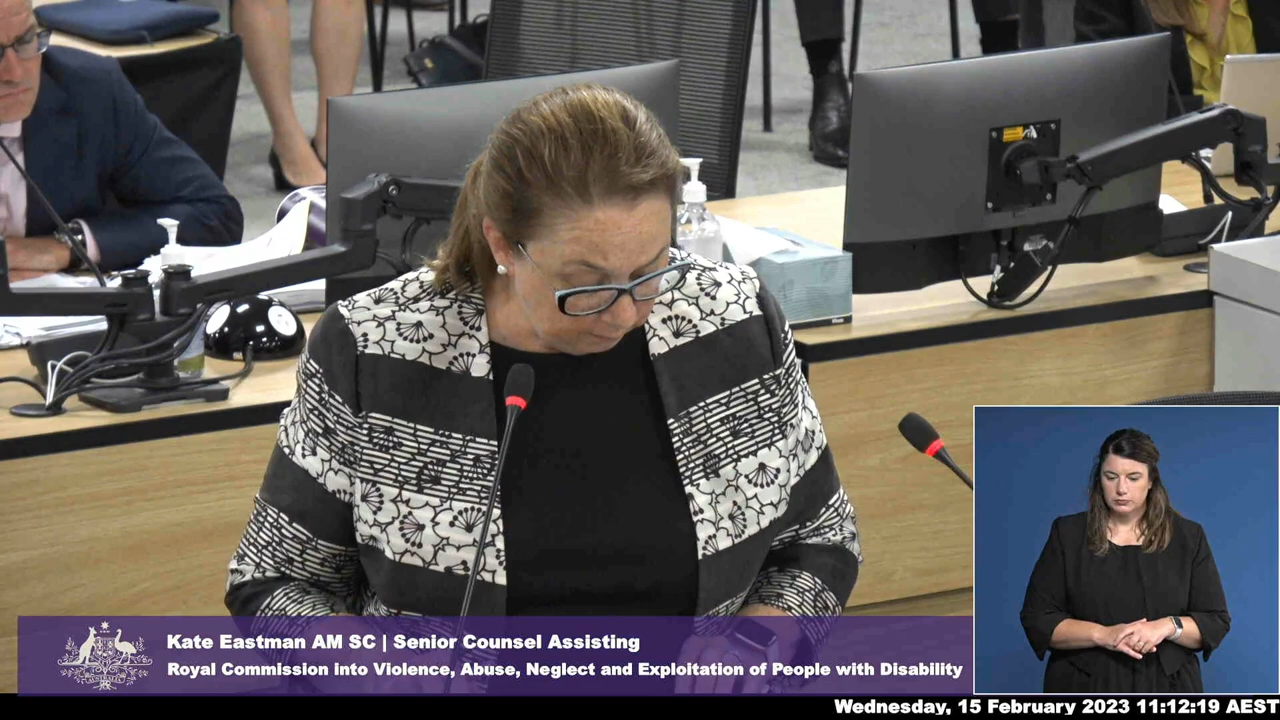 Kate Eastman AM SC | Senior Counsel Assisting
Royal Commission into Violence, Abuse, Neglect and Exploitation of People with Disability
Wednesday, 15 February 2023 11:12:19 AEST